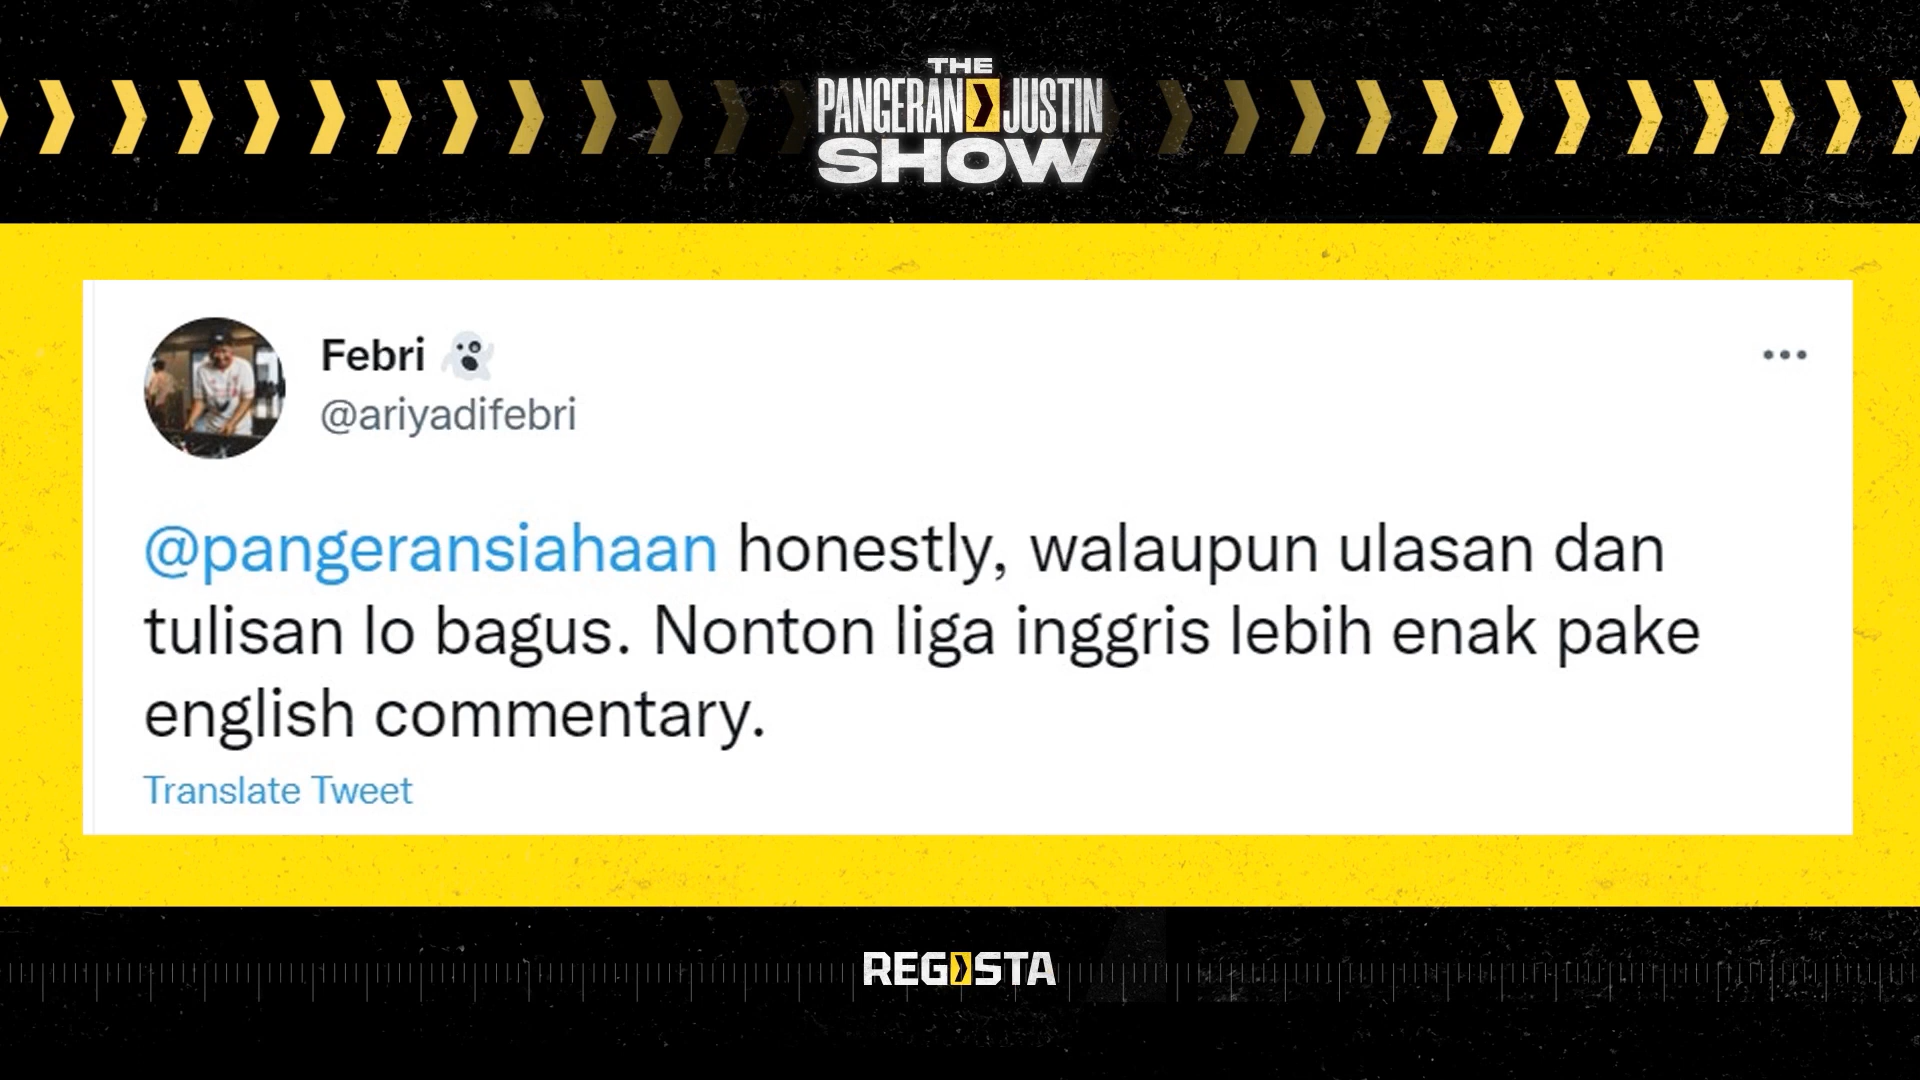 THE
PANGERAN JUSTIN
SHOW
Febri 👻
@ariyadifebri
@pangeransiahaan honestly, walaupun ulasan dan
tulisan lo bagus. Nonton liga inggris lebih enak pake
english commentary.
Translate Tweet
REGISTA